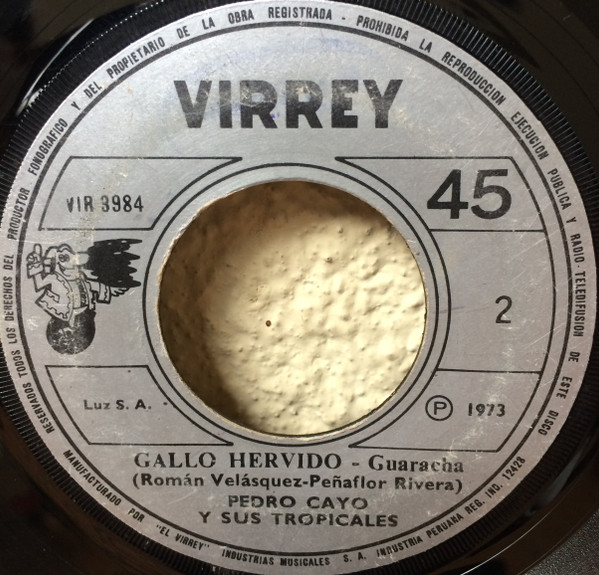 RESERVADOS TODOS LOS DERECHOS DEL PRODUCTOR FONOGRAFICO Y DEL PROPIETARIO DE LA OBRA REGISTRADA - PROHIBIDA LA REPRODUCCION EJECUCION PUBLICA Y RADIO-TELEDIFUSION DE ESTE DISCO
VIRREY
VIR 3984
45
2
Luz S. A.
Ⓟ 1973
GALLO HERVIDO - Guaracha
(Román Velásquez-Peñaflor Rivera)
PEDRO CAYO
Y SUS TROPICALES
MANUFACTURADO POR "EL VIRREY" INDUSTRIAS MUSICALES S. A. INDUSTRIA PERUANA REG. IND. 12428